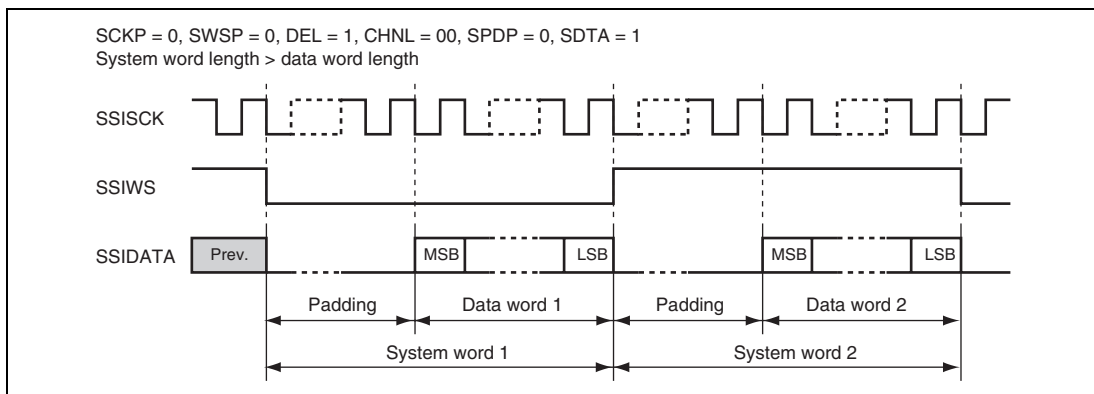 SCKP = 0, SWSP = 0, DEL = 1, CHNL = 00, SPDP = 0, SDTA = 1
System word length > data word length
SSISCK
SSIWS
SSIDATA
Prev.
MSB
LSB
MSB
LSB
Padding
Data word 1
Padding
Data word 2
System word 1
System word 2